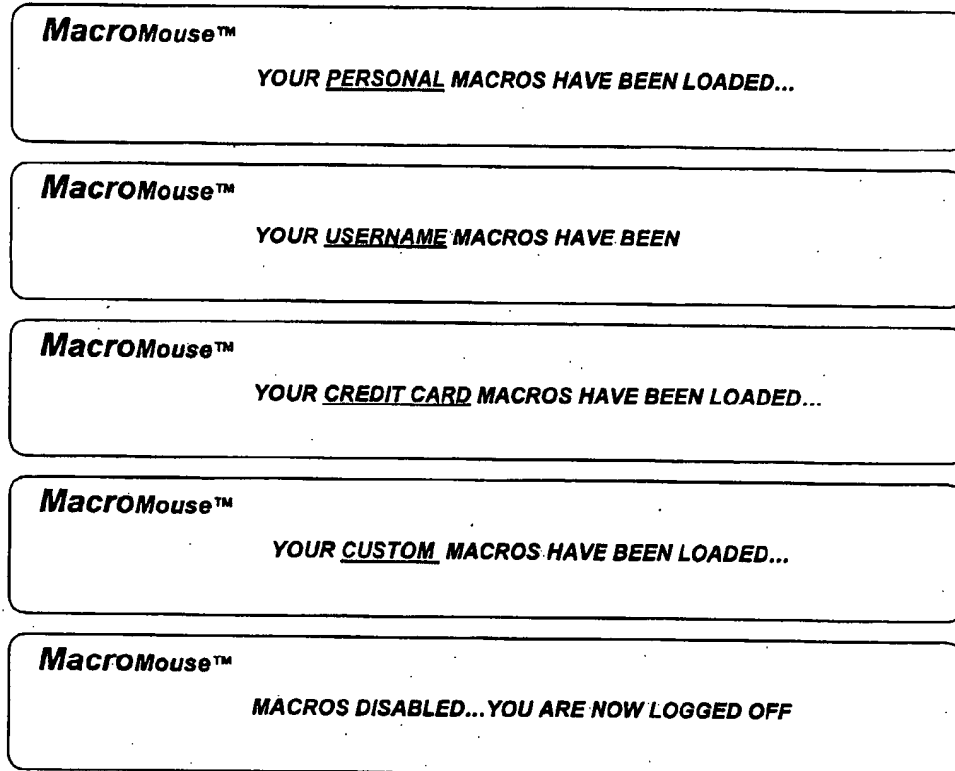 MacroMouse™
YOUR PERSONAL MACROS HAVE BEEN LOADED...
MacroMouse™
YOUR USERNAME MACROS HAVE BEEN
MacroMouse™
YOUR CREDIT CARD MACROS HAVE BEEN LOADED...
MacroMouse™
YOUR CUSTOM MACROS HAVE BEEN LOADED...
MacroMouse™
MACROS DISABLED...YOU ARE NOW LOGGED OFF